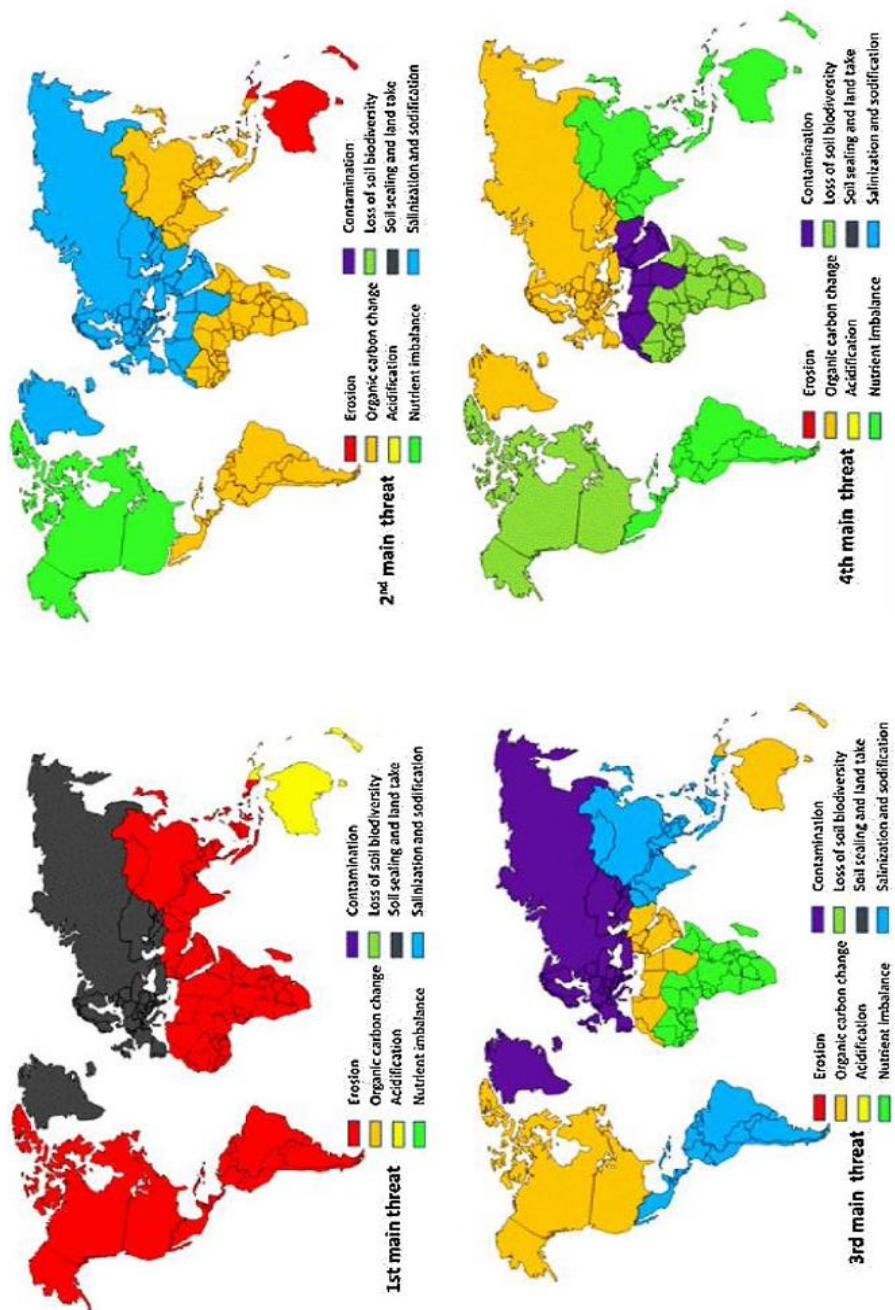 Erosion
Organic carbon change
Acidification
Nutrient imbalance
Contamination
Loss of soil biodiversity
Soil sealing and land take
Salinization and sodification
1st main threat
Erosion
Organic carbon change
Acidification
Nutrient imbalance
Contamination
Loss of soil biodiversity
Soil sealing and land take
Salinization and sodification
2nd main threat
Erosion
Organic carbon change
Acidification
Nutrient Imbalance
Contamination
Loss of soil biodiversity
Soil sealing and land take
Salinization and sodification
3rd main threat
Erosion
Organic carbon change
Acidification
Nutrient imbalance
Contamination
Loss of soil biodiversity
Soil sealing and land take
Salinization and sodification
4th main threat